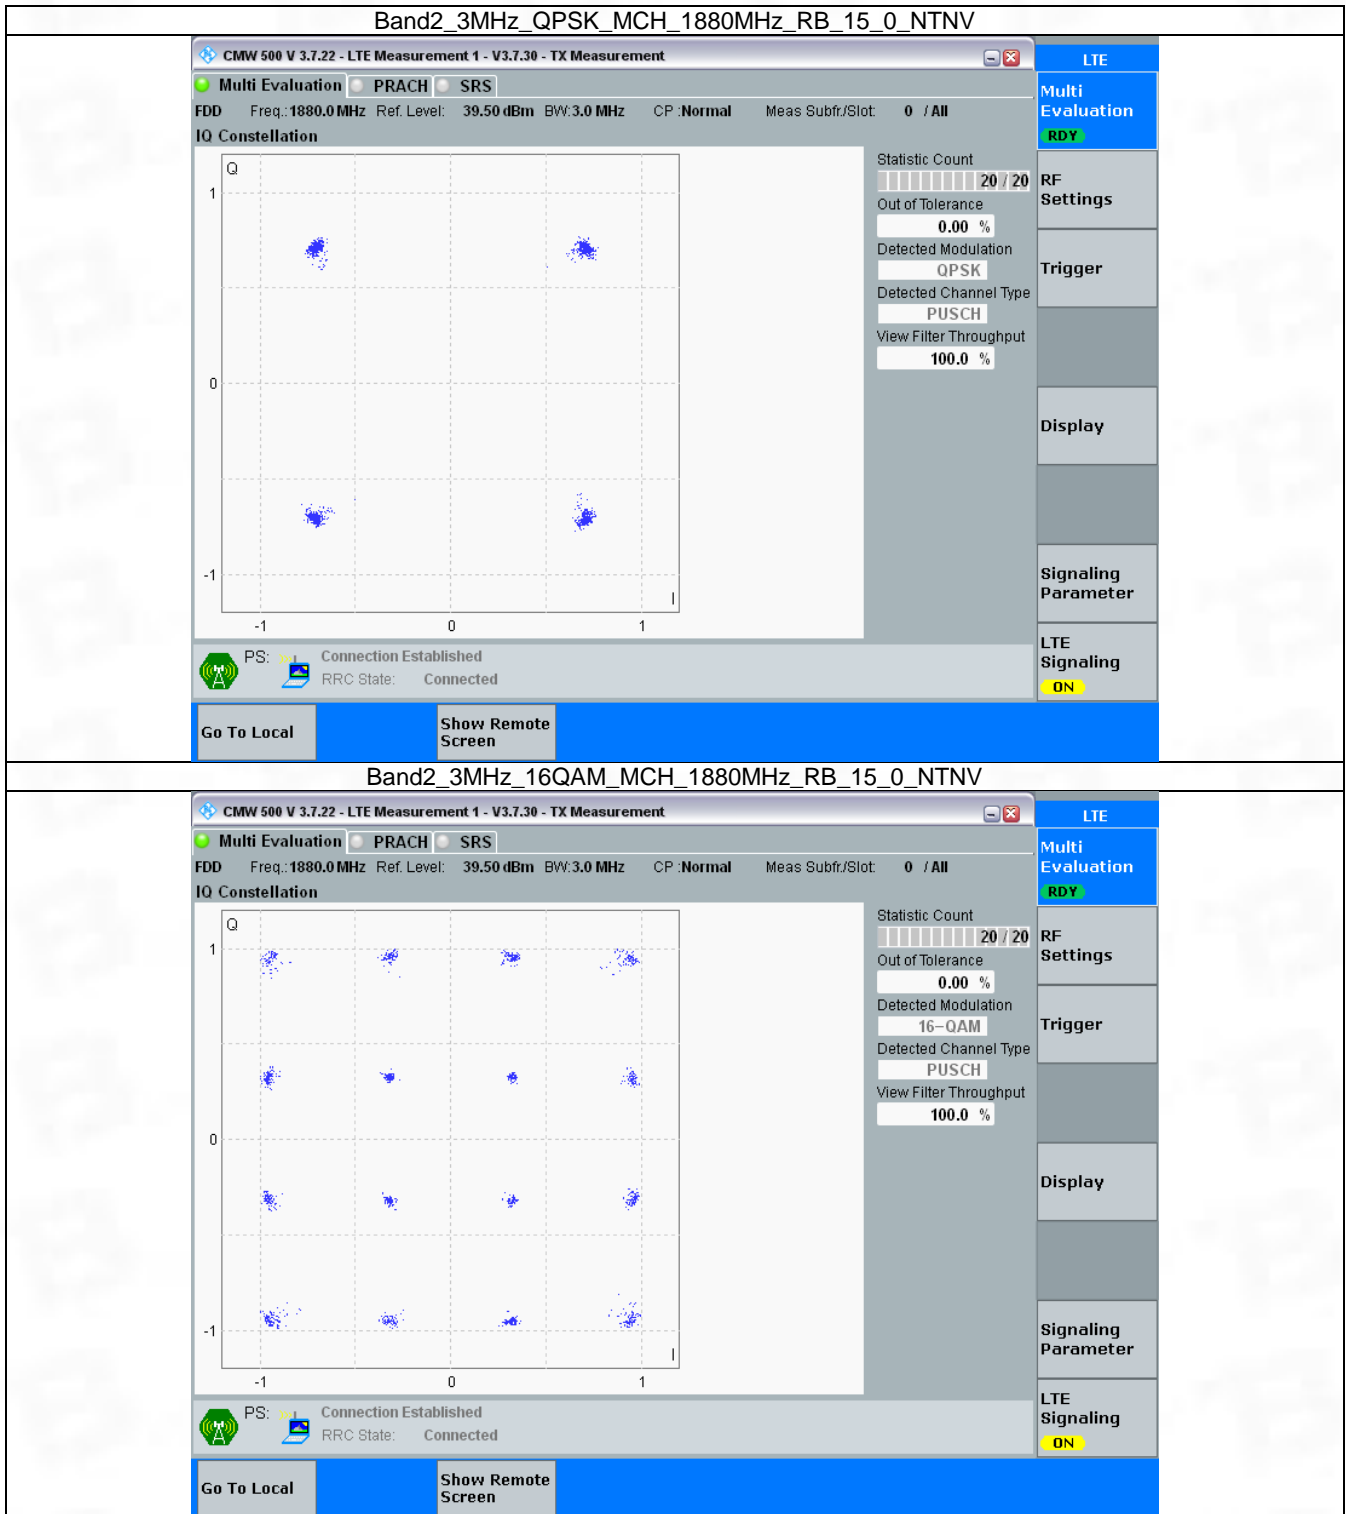 Band2_3MHz_QPSK_MCH_1880MHz_RB_15_0_NTNV
CMW 500 V 3.7.22 - LTE Measurement 1 - V3.7.30 - TX Measurement
LTE
Multi Evaluation PRACH SRS
Multi
Evaluation
RDY
FDD Freq.: 1880.0 MHz Ref. Level: 39.50 dBm BW: 3.0 MHz CP : Normal Meas Subfr./Slot: 0 / All
IQ Constellation
Q
1
0
-1
I
-1 0 1
Statistic Count
20 / 20
Out of Tolerance
0.00 %
Detected Modulation
QPSK
Detected Channel Type
PUSCH
View Filter Throughput
100.0 %
RF
Settings
Trigger
Display
Signaling
Parameter
LTE
Signaling
ON
PS: Connection Established
RRC State: Connected
Go To Local
Show Remote
Screen
Band2_3MHz_16QAM_MCH_1880MHz_RB_15_0_NTNV
CMW 500 V 3.7.22 - LTE Measurement 1 - V3.7.30 - TX Measurement
LTE
Multi Evaluation PRACH SRS
Multi
Evaluation
RDY
FDD Freq.: 1880.0 MHz Ref. Level: 39.50 dBm BW: 3.0 MHz CP : Normal Meas Subfr./Slot: 0 / All
IQ Constellation
Q
1
0
-1
I
-1 0 1
Statistic Count
20 / 20
Out of Tolerance
0.00 %
Detected Modulation
16-QAM
Detected Channel Type
PUSCH
View Filter Throughput
100.0 %
RF
Settings
Trigger
Display
Signaling
Parameter
LTE
Signaling
ON
PS: Connection Established
RRC State: Connected
Go To Local
Show Remote
Screen